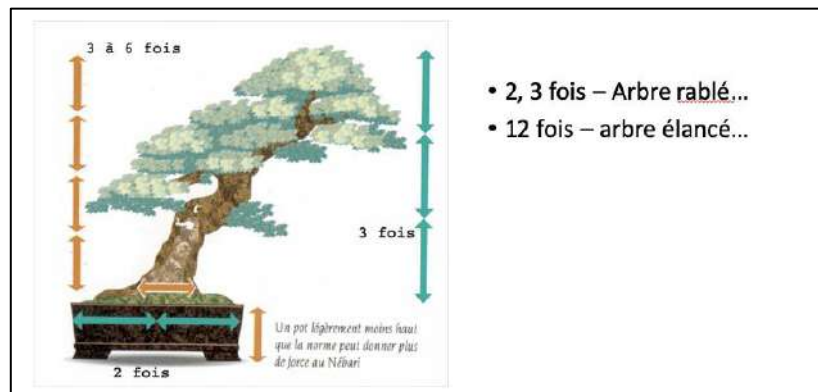 3 à 6 fois
3 fois
Un pot légèrement moins haut
que la norme peut donner plus
de force au Nébari
2 fois
• 2, 3 fois – Arbre rablé...
• 12 fois – arbre élancé...